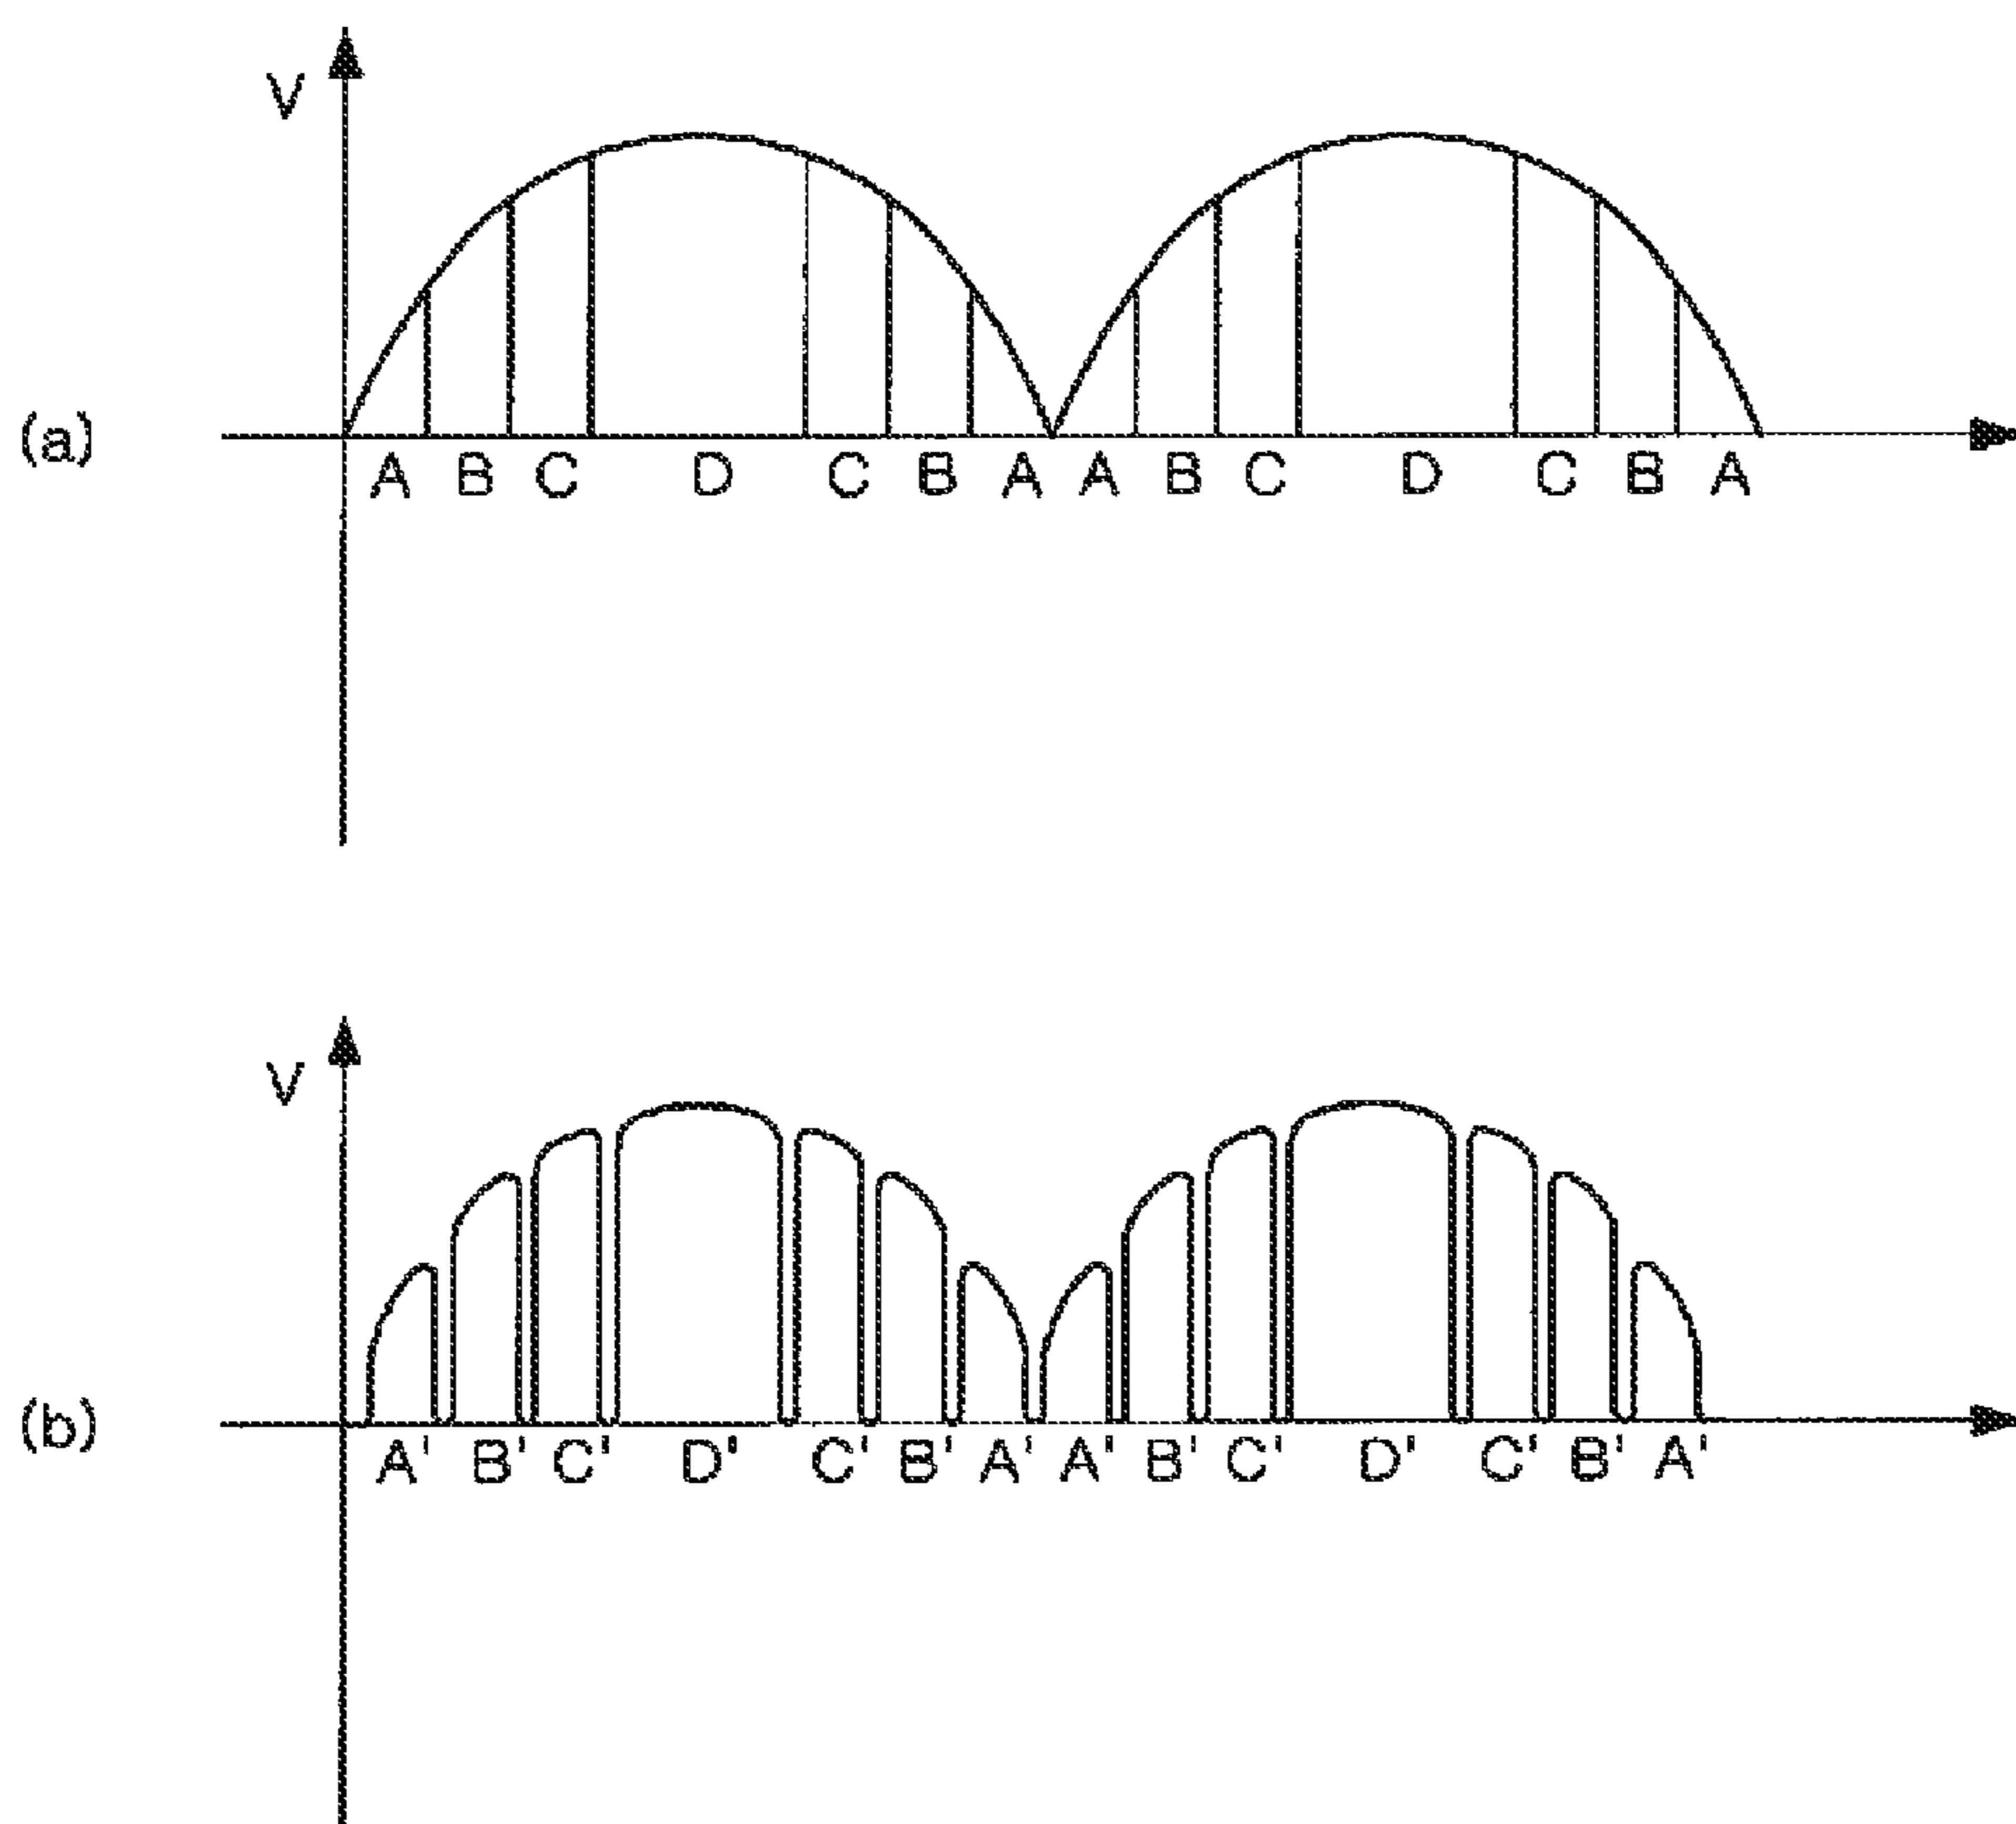 V
(a)
A B C D C B A A B C D C B A
V
(b)
A' B' C' D' C' B' A' A' B' C' D' C' B' A'